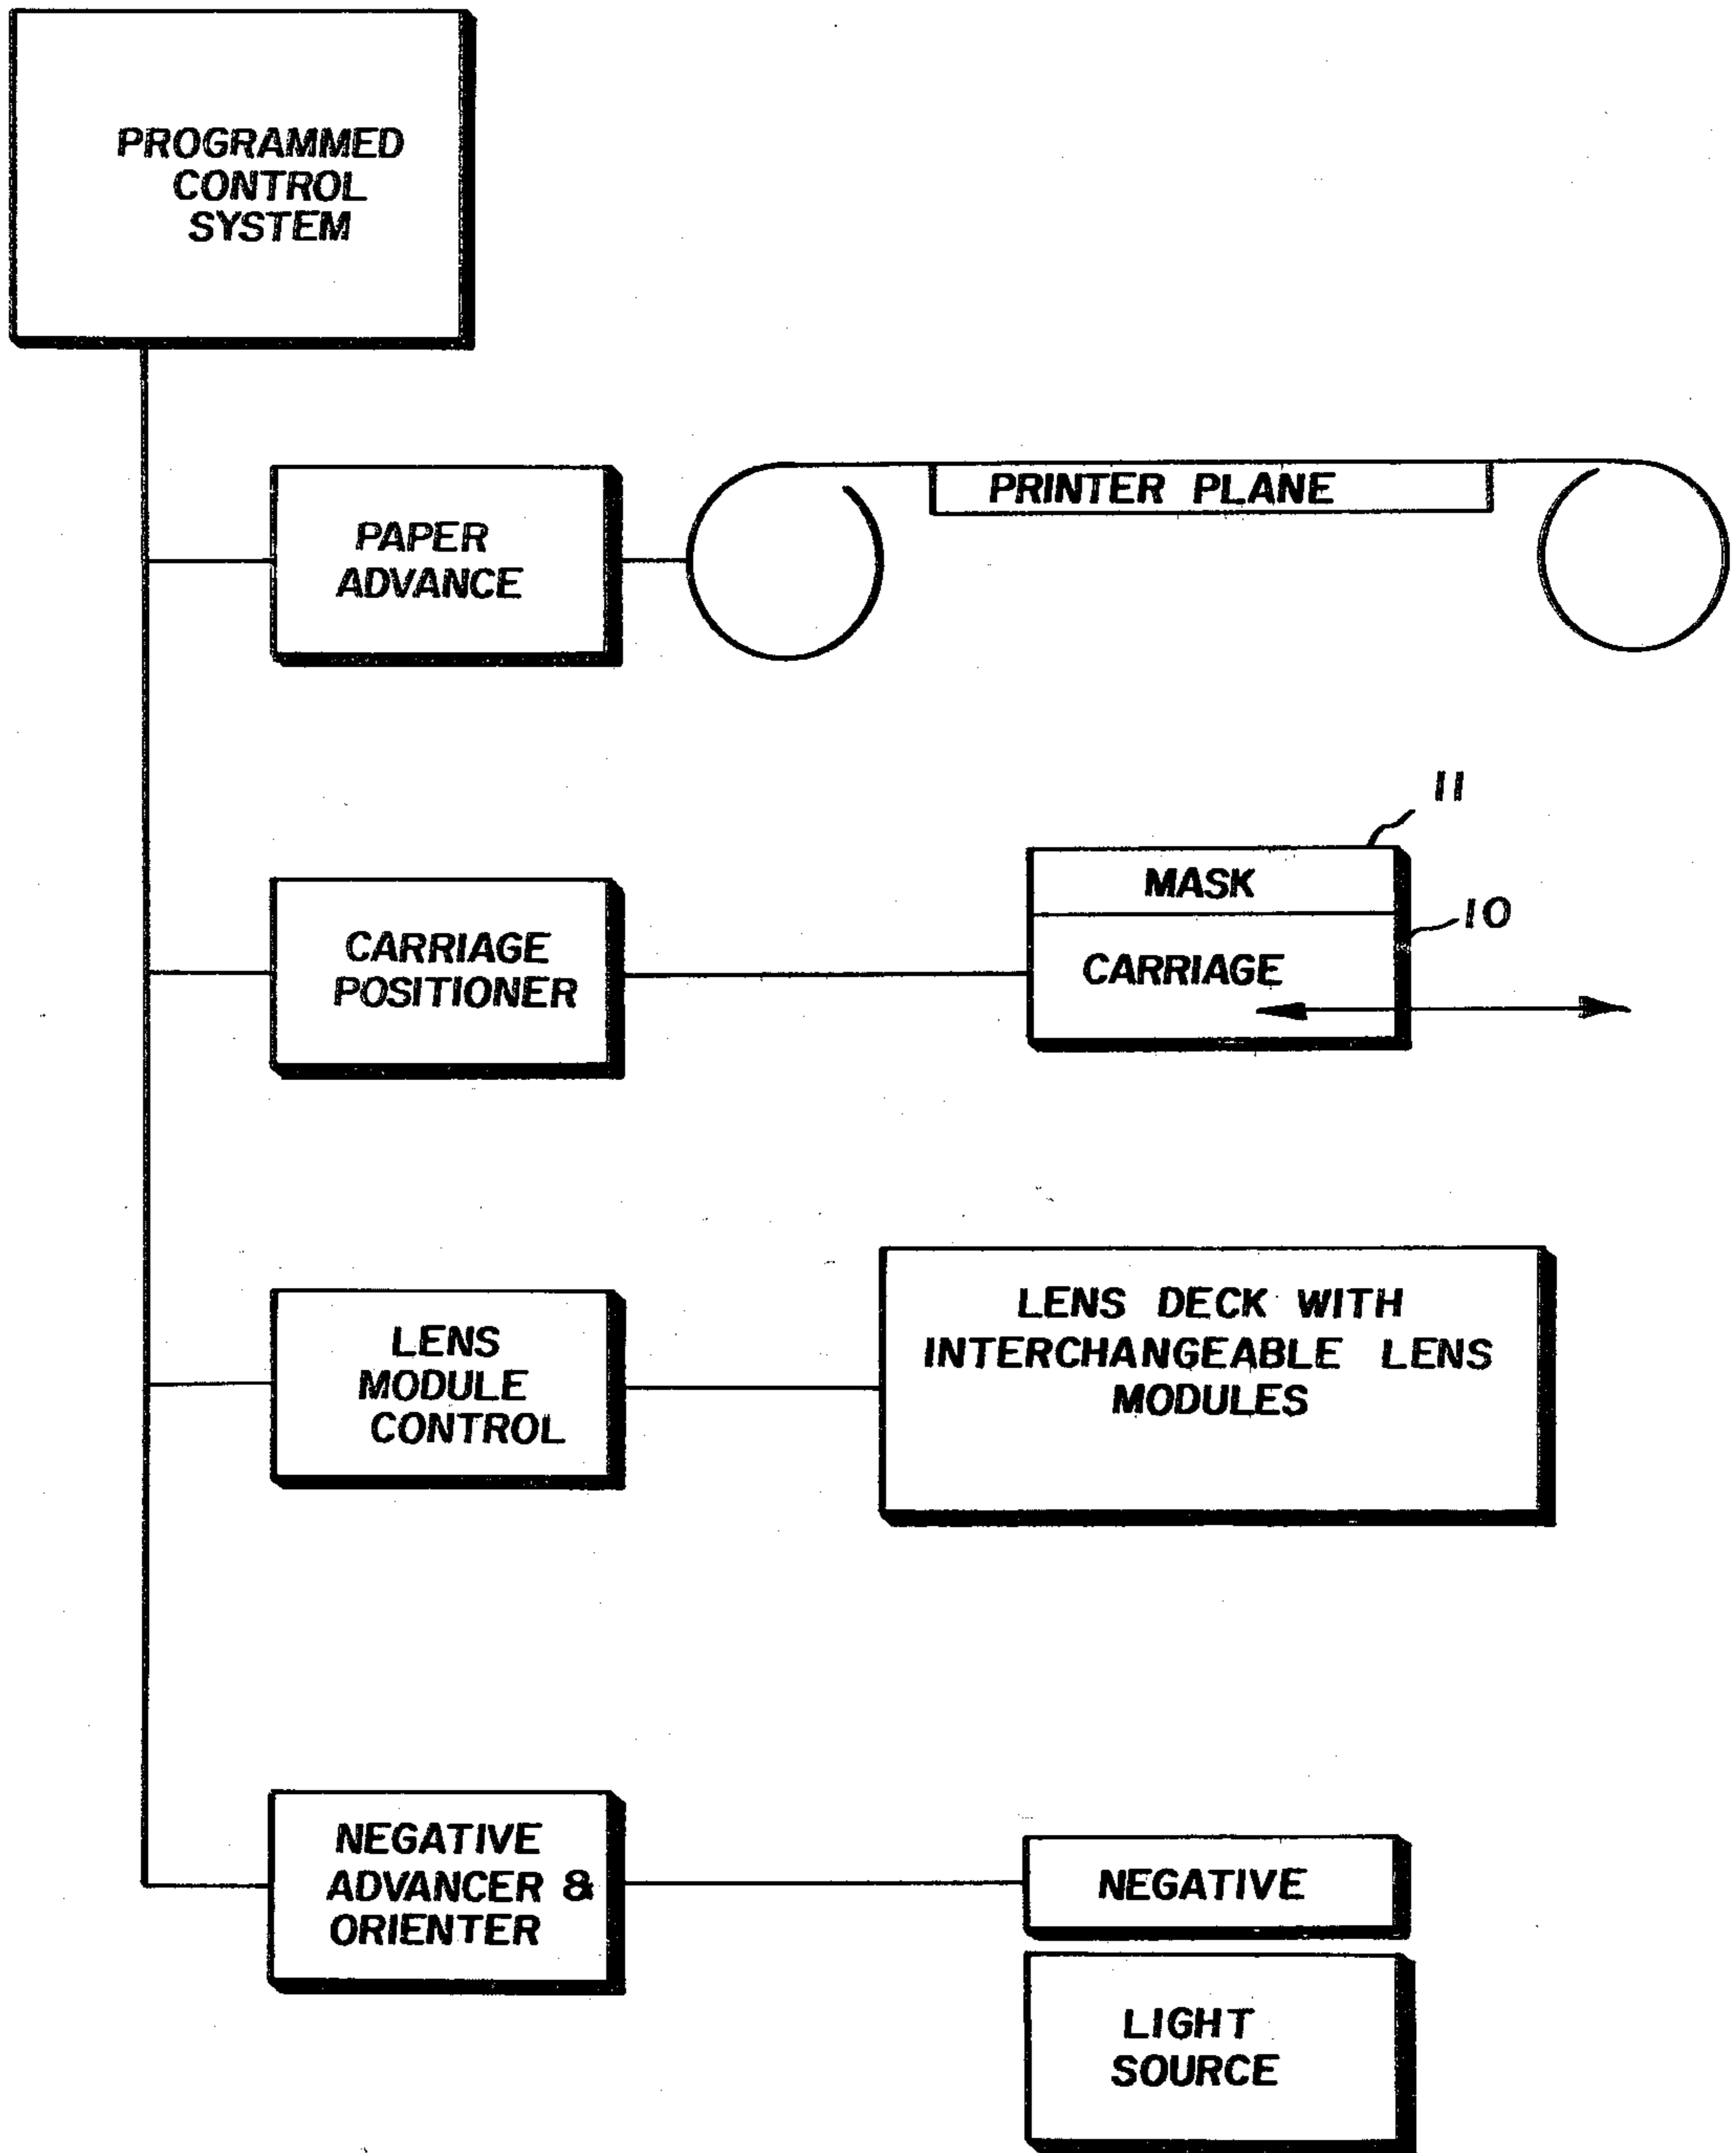 PROGRAMMED
CONTROL
SYSTEM
PAPER
ADVANCE
PRINTER PLANE
11
MASK
10
CARRIAGE
CARRIAGE
POSITIONER
LENS
MODULE
CONTROL
LENS DECK WITH
INTERCHANGEABLE LENS
MODULES
NEGATIVE
ADVANCER &
ORIENTER
NEGATIVE
LIGHT
SOURCE